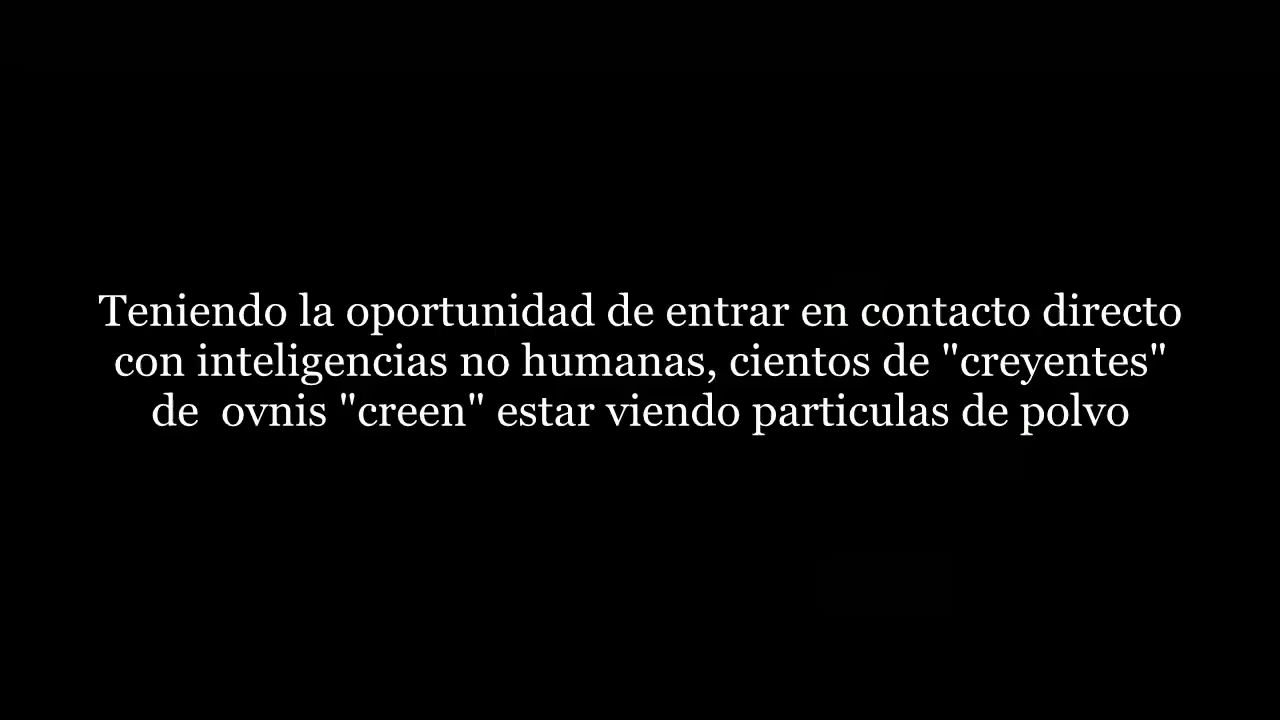 Teniendo la oportunidad de entrar en contacto directo
con inteligencias no humanas, cientos de "creyentes"
de  ovnis "creen" estar viendo particulas de polvo